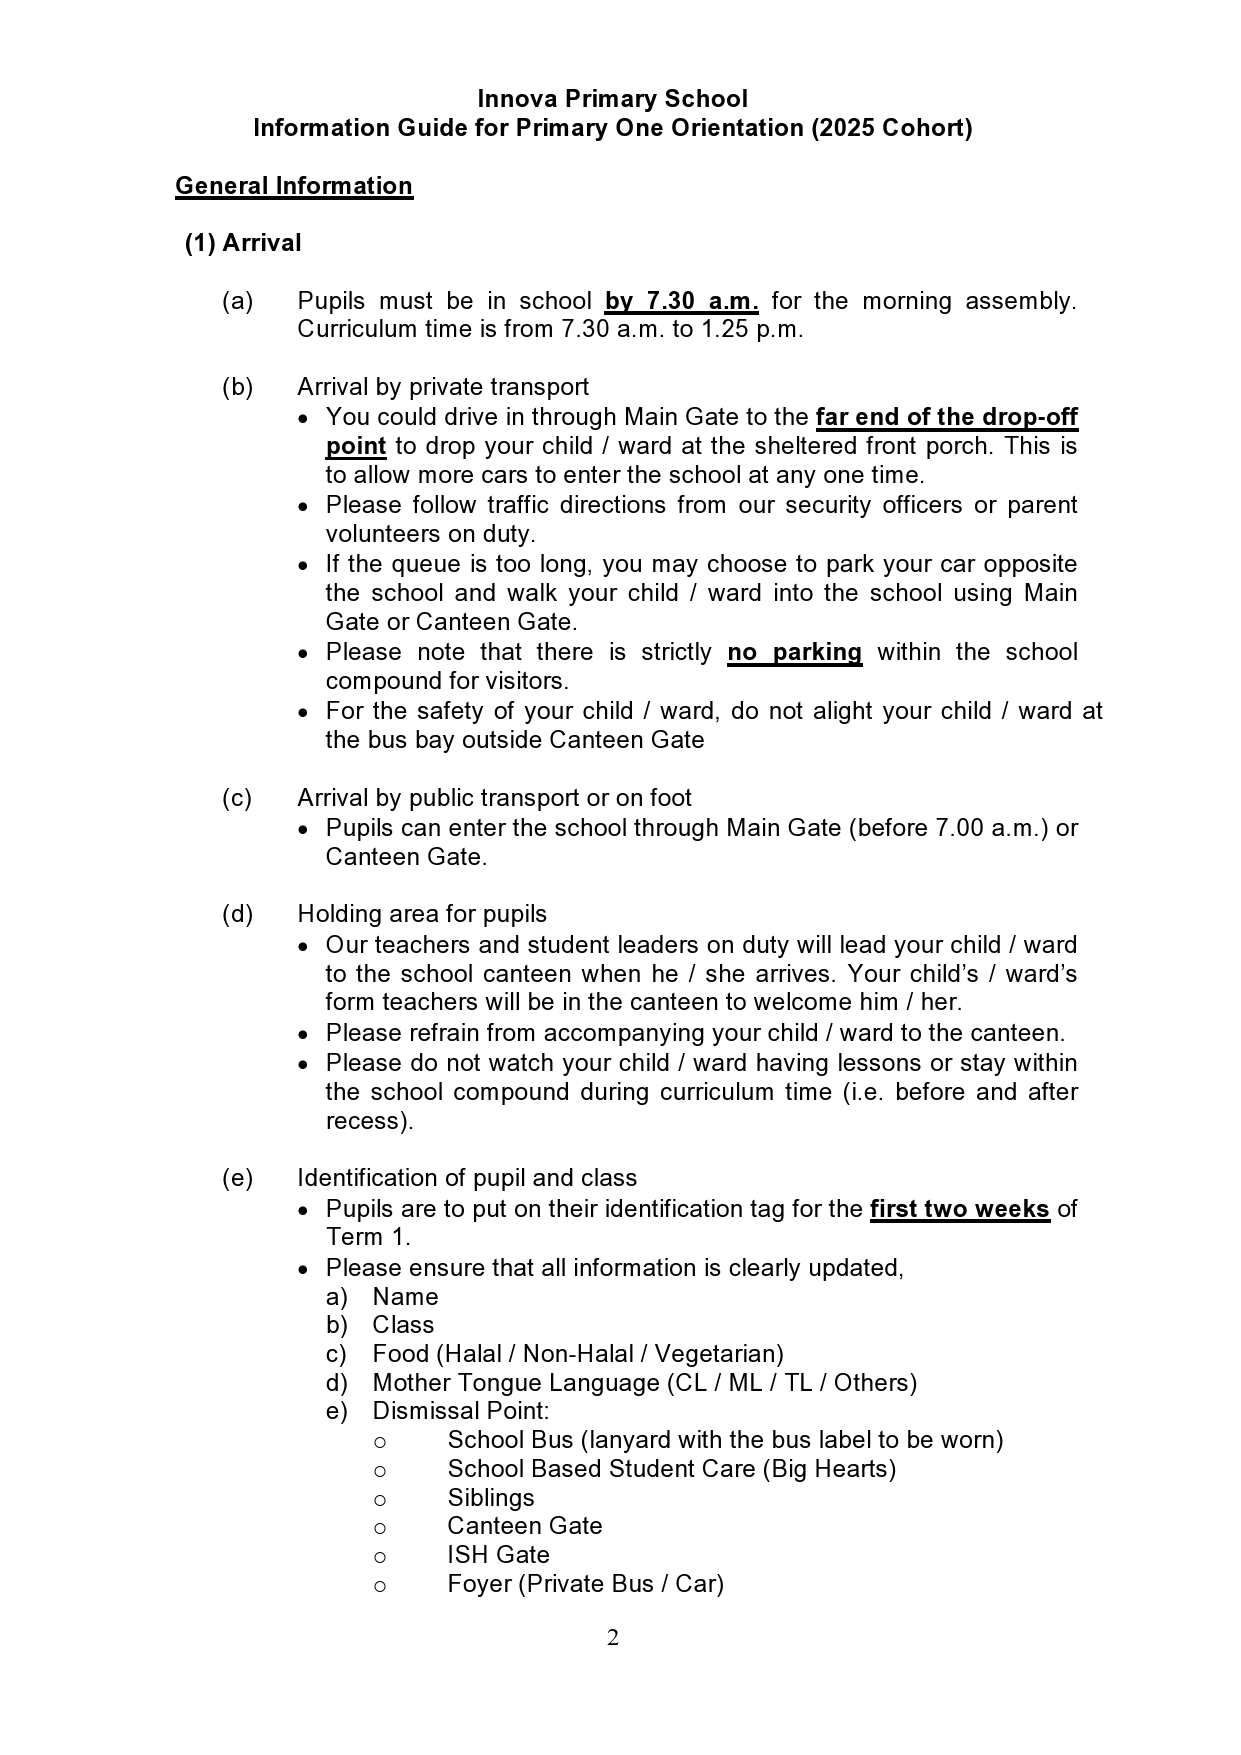 Innova Primary School
Information Guide for Primary One Orientation (2025 Cohort)
General Information
(1) Arrival
(a) Pupils must be in school by 7.30 a.m. for the morning assembly.
Curriculum time is from 7.30 a.m. to 1.25 p.m.
(b) Arrival by private transport
• You could drive in through Main Gate to the far end of the drop-off
point to drop your child / ward at the sheltered front porch. This is
to allow more cars to enter the school at any one time.
• Please follow traffic directions from our security officers or parent
volunteers on duty.
• If the queue is too long, you may choose to park your car opposite
the school and walk your child / ward into the school using Main
Gate or Canteen Gate.
• Please note that there is strictly no parking within the school
compound for visitors.
• For the safety of your child / ward, do not alight your child / ward at
the bus bay outside Canteen Gate
(c) Arrival by public transport or on foot
• Pupils can enter the school through Main Gate (before 7.00 a.m.) or
Canteen Gate.
(d) Holding area for pupils
• Our teachers and student leaders on duty will lead your child / ward
to the school canteen when he / she arrives. Your child’s / ward’s
form teachers will be in the canteen to welcome him / her.
• Please refrain from accompanying your child / ward to the canteen.
• Please do not watch your child / ward having lessons or stay within
the school compound during curriculum time (i.e. before and after
recess).
(e) Identification of pupil and class
• Pupils are to put on their identification tag for the first two weeks of
Term 1.
• Please ensure that all information is clearly updated,
a) Name
b) Class
c) Food (Halal / Non-Halal / Vegetarian)
d) Mother Tongue Language (CL / ML / TL / Others)
e) Dismissal Point:
○ School Bus (lanyard with the bus label to be worn)
○ School Based Student Care (Big Hearts)
○ Siblings
○ Canteen Gate
○ ISH Gate
○ Foyer (Private Bus / Car)
2